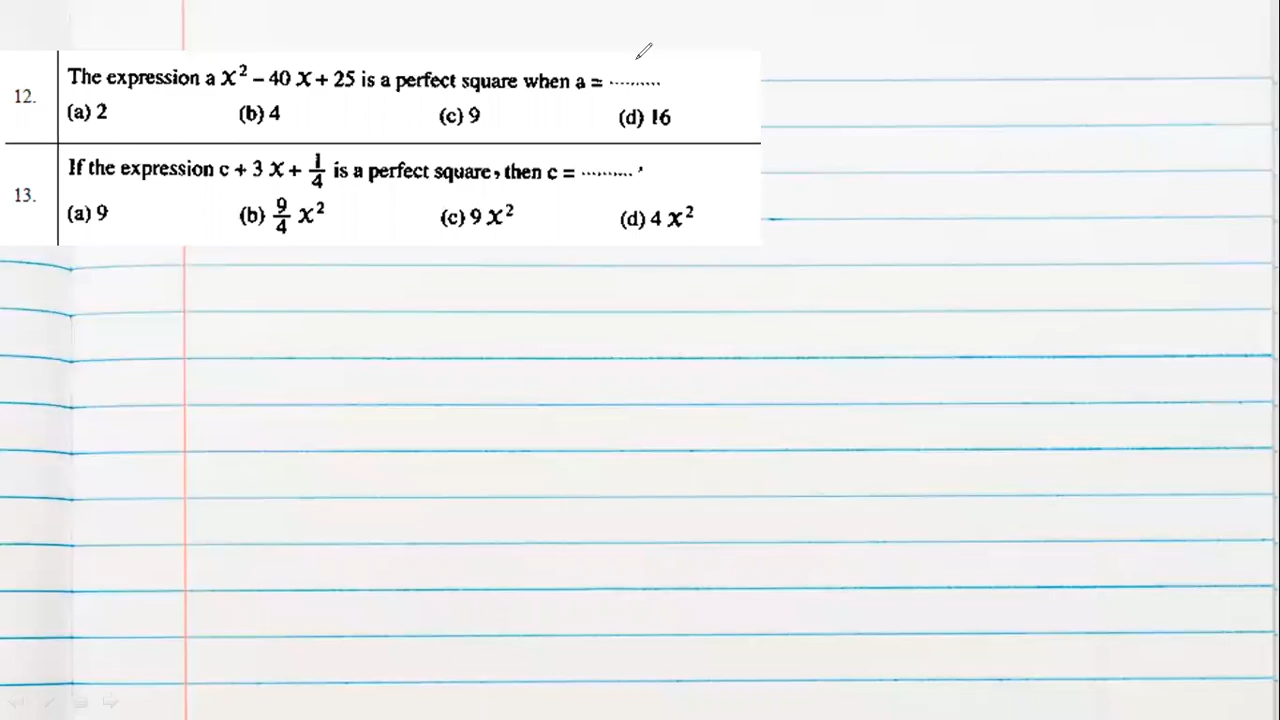 12. The expression a x² – 40 x + 25 is a perfect square when a = ..........
(a) 2 (b) 4 (c) 9 (d) 16
13. If the expression c + 3 x + 1/4 is a perfect square, then c = .......... .
(a) 9 (b) 9/4 x² (c) 9 x² (d) 4 x²